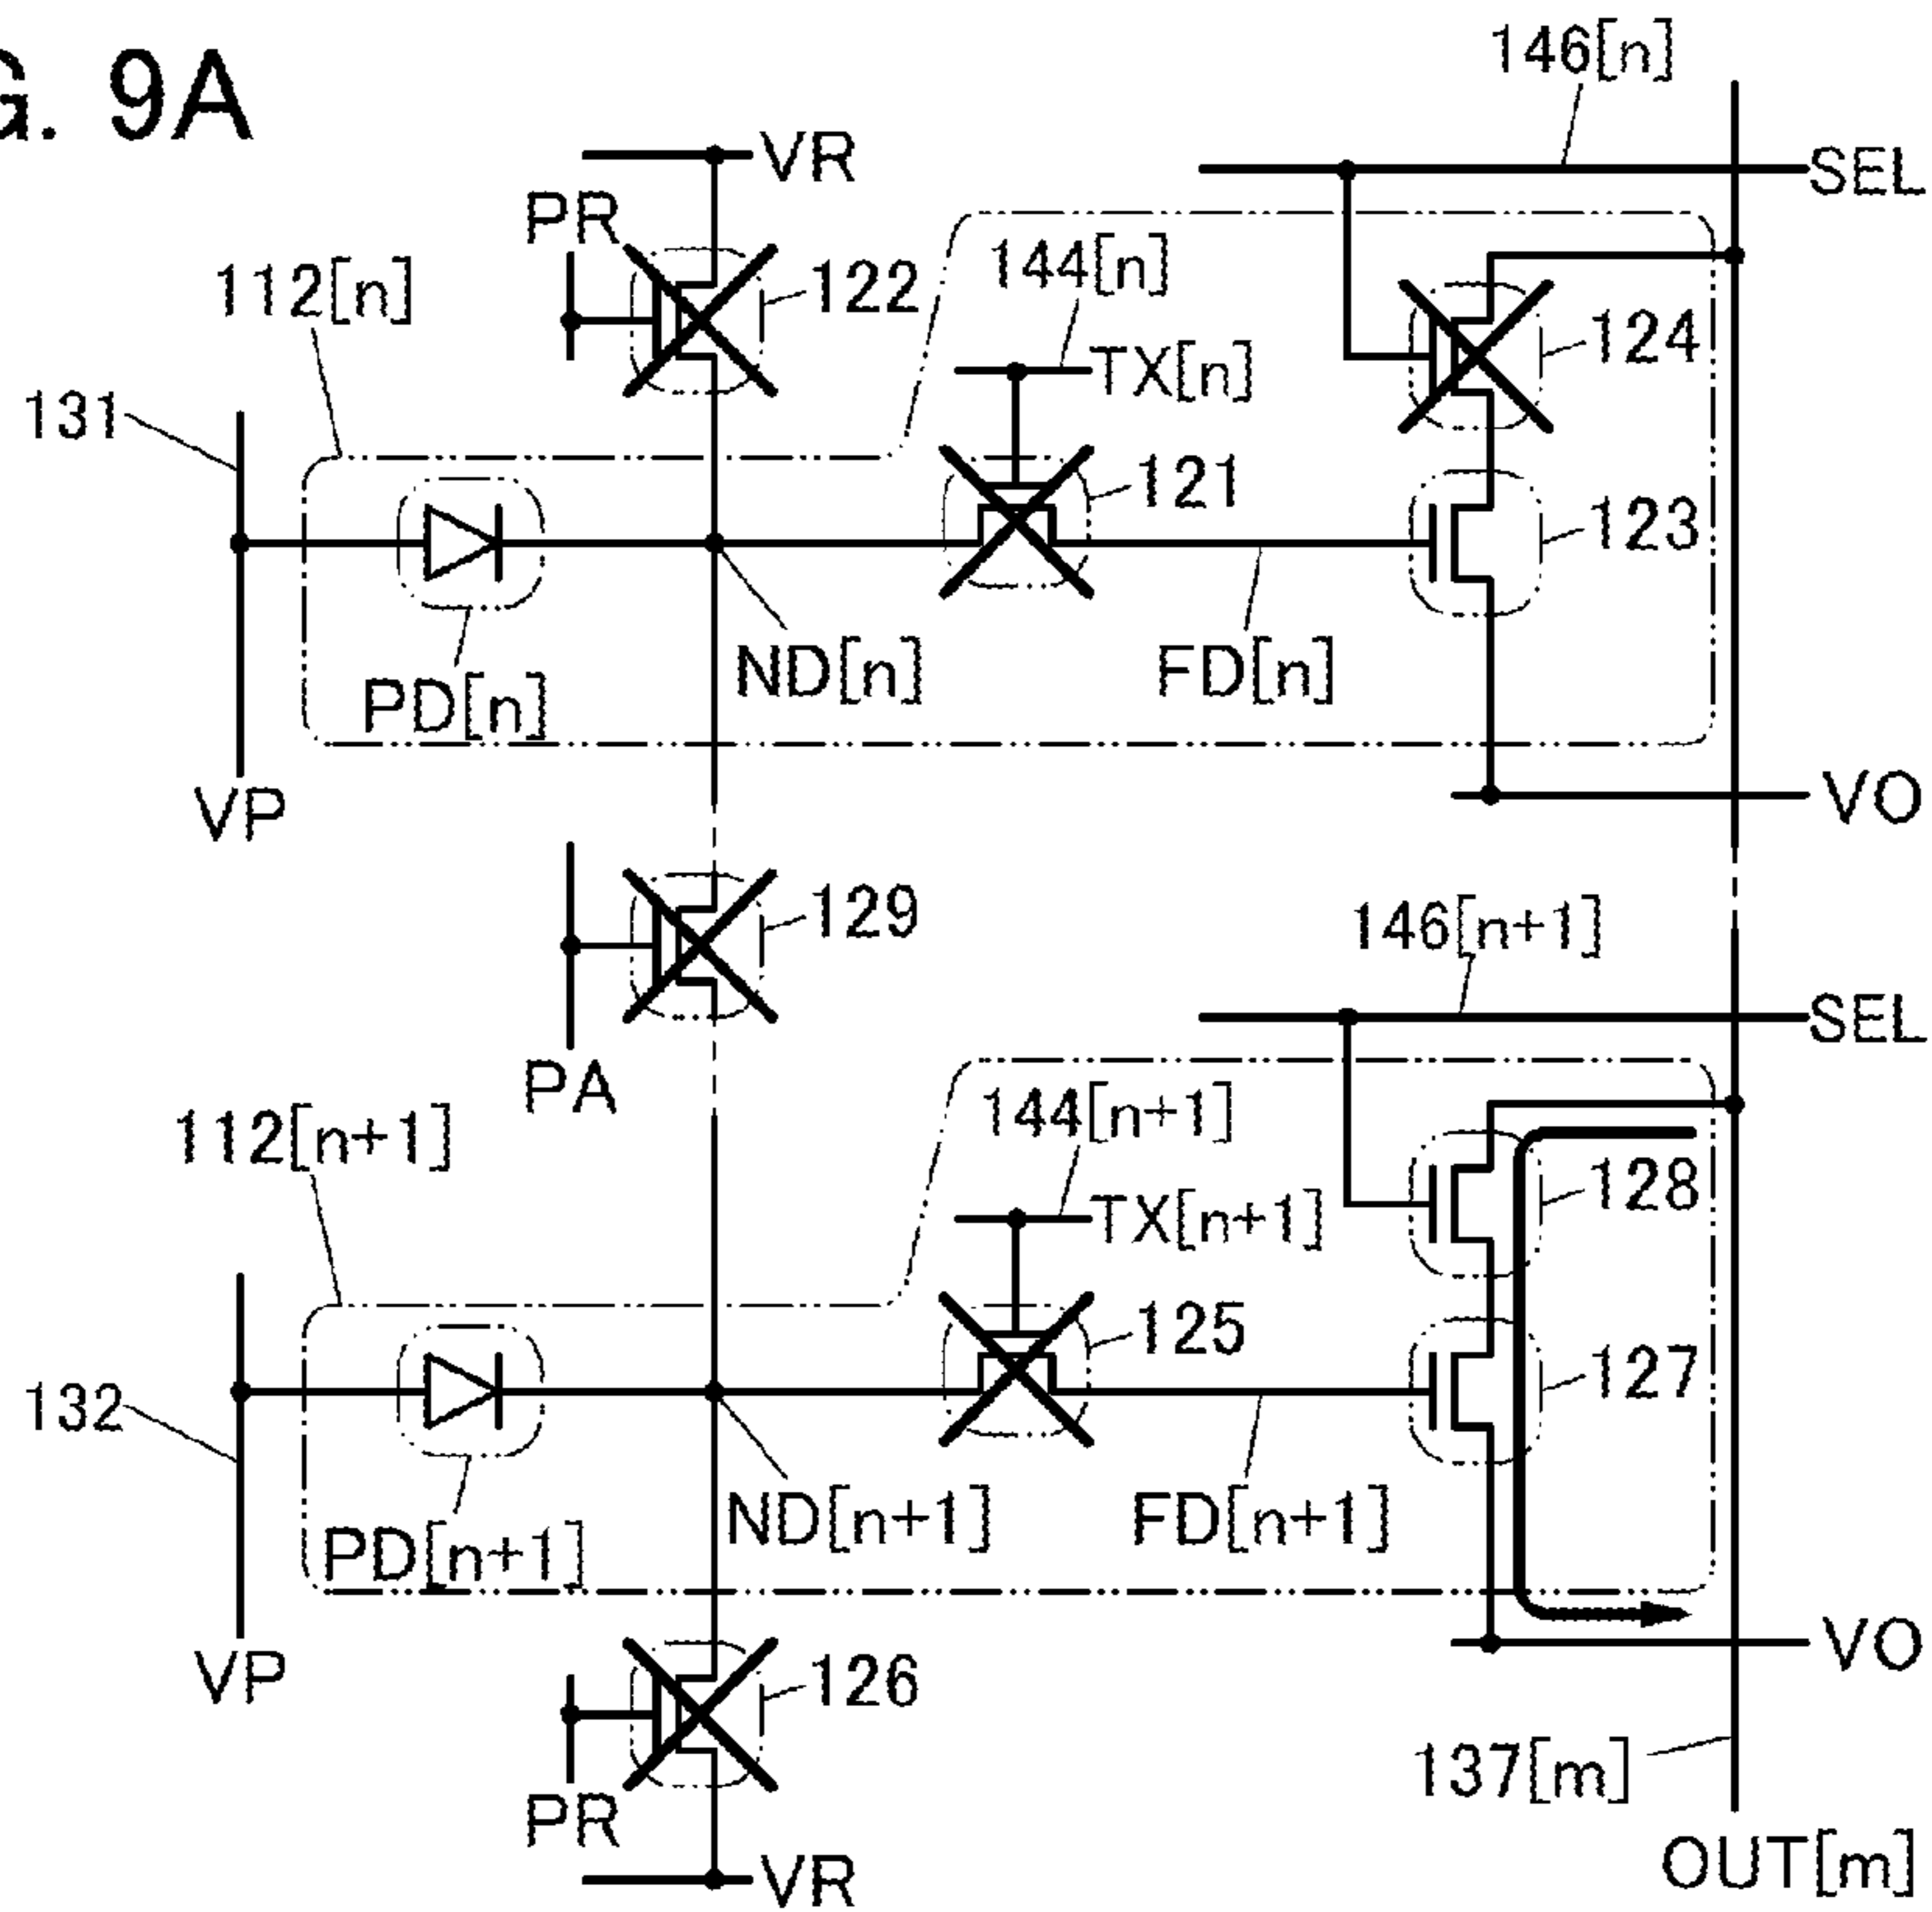 G. 9A
146[n]
VR
SEL
PR
144[n]
112[n]
122
124
TX[n]
131
121
123
ND[n]
FD[n]
PD[n]
VP
VO
129
146[n+1]
SEL
PA
144[n+1]
112[n+1]
128
TX[n+1]
125
127
132
ND[n+1]
FD[n+1]
PD[n+1]
VP
VO
126
137[m]
PR
VR
OUT[m]